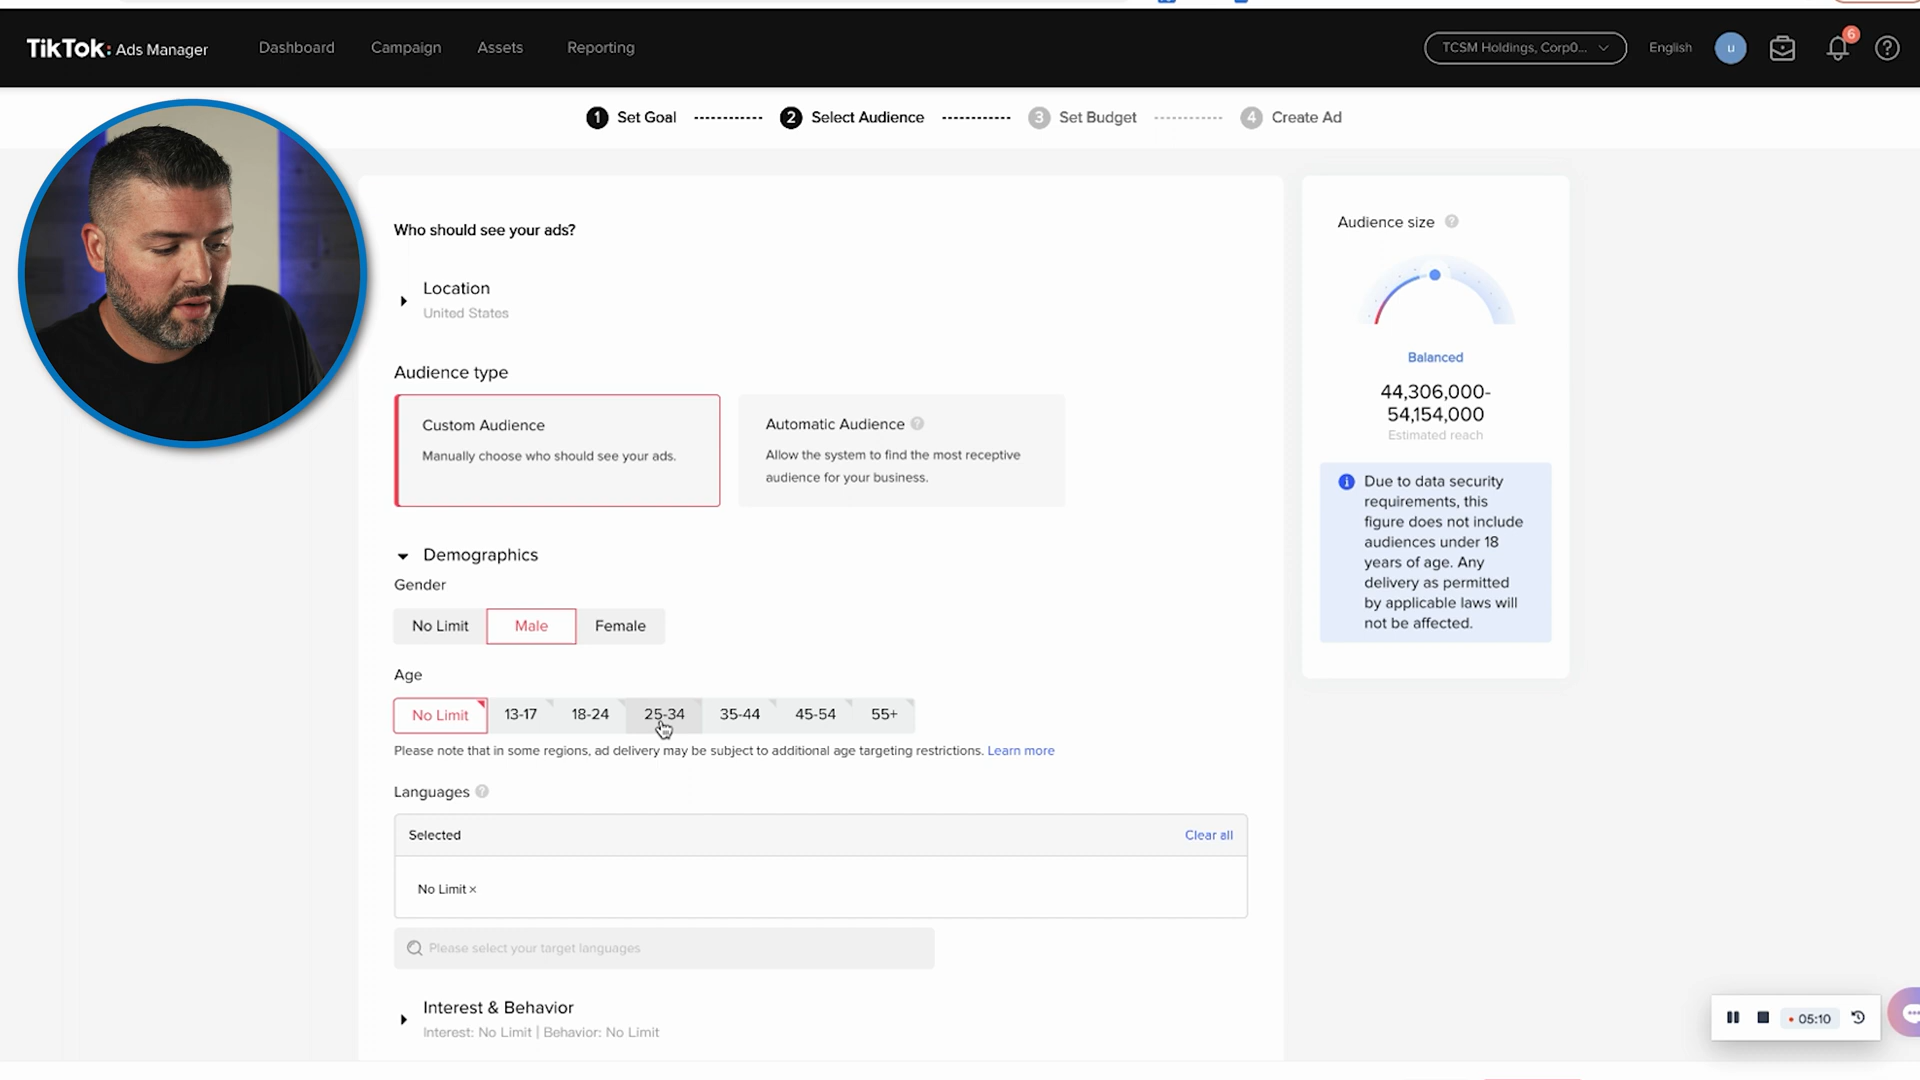 TikTok: Ads Manager
Dashboard
Campaign
Assets
Reporting
TCSM Holdings, Corp0...
English
u
6
1 Set Goal
2 Select Audience
3 Set Budget
4 Create Ad
Who should see your ads?
Location
United States
Audience type
Custom Audience
Manually choose who should see your ads.
Automatic Audience
Allow the system to find the most receptive
audience for your business.
Demographics
Gender
No Limit
Male
Female
Age
No Limit
13-17
18-24
25-34
35-44
45-54
55+
Please note that in some regions, ad delivery may be subject to additional age targeting restrictions. Learn more
Languages
Selected
Clear all
No Limit ×
Please select your target languages
Interest & Behavior
Interest: No Limit | Behavior: No Limit
Audience size
Balanced
44,306,000-
54,154,000
Estimated reach
Due to data security
requirements, this
figure does not include
audiences under 18
years of age. Any
delivery as permitted
by applicable laws will
not be affected.
05:10